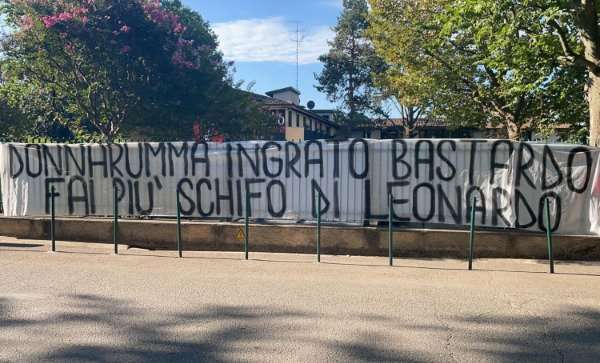 DONNARUMMA INGRATO BASTARDO
FAI PIU' SCHIFO DI LEONARDO